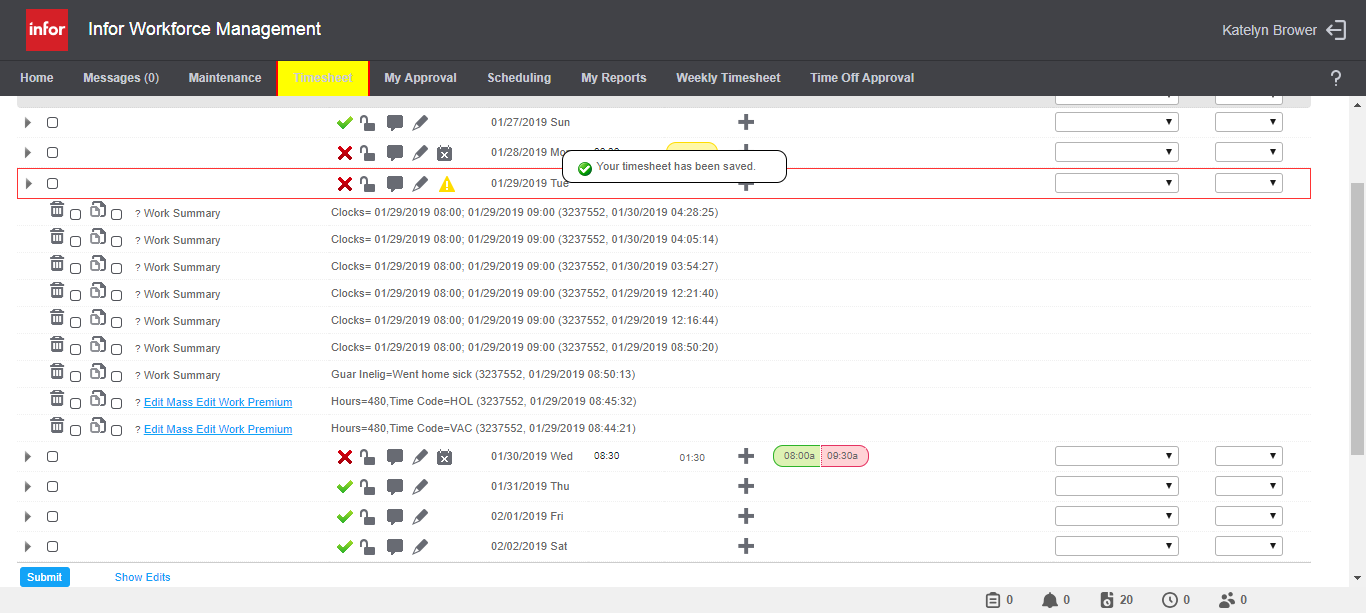 infor Infor Workforce Management Katelyn Brower
Home Messages (0) Maintenance Timesheet My Approval Scheduling My Reports Weekly Timesheet Time Off Approval ?
01/27/2019 Sun
01/28/2019
Your timesheet has been saved.
01/29/2019 Tue
? Work Summary Clocks= 01/29/2019 08:00; 01/29/2019 09:00 (3237552, 01/30/2019 04:28:25)
? Work Summary Clocks= 01/29/2019 08:00; 01/29/2019 09:00 (3237552, 01/30/2019 04:05:14)
? Work Summary Clocks= 01/29/2019 08:00; 01/29/2019 09:00 (3237552, 01/30/2019 03:54:27)
? Work Summary Clocks= 01/29/2019 08:00; 01/29/2019 09:00 (3237552, 01/29/2019 12:21:40)
? Work Summary Clocks= 01/29/2019 08:00; 01/29/2019 09:00 (3237552, 01/29/2019 12:16:44)
? Work Summary Clocks= 01/29/2019 08:00; 01/29/2019 09:00 (3237552, 01/29/2019 08:50:20)
? Work Summary Guar Inelig=Went home sick (3237552, 01/29/2019 08:50:13)
? Edit Mass Edit Work Premium Hours=480,Time Code=HOL (3237552, 01/29/2019 08:45:32)
? Edit Mass Edit Work Premium Hours=480,Time Code=VAC (3237552, 01/29/2019 08:44:21)
01/30/2019 Wed 08:30 01:30 08:00a 09:30a
01/31/2019 Thu
02/01/2019 Fri
02/02/2019 Sat
Submit Show Edits
0 0 20 0 0